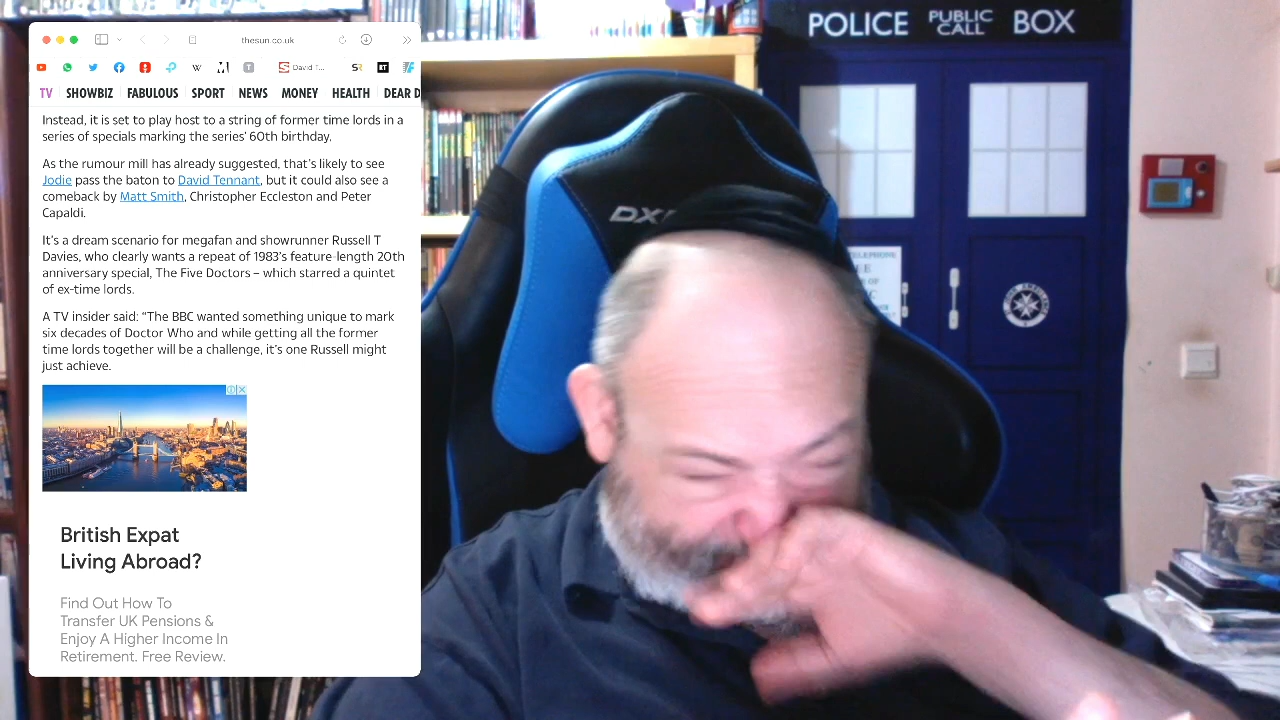 thesun.co.uk
David T...
TV SHOWBIZ FABULOUS SPORT NEWS MONEY HEALTH DEAR D
Instead, it is set to play host to a string of former time lords in a
series of specials marking the series' 60th birthday.
As the rumour mill has already suggested, that's likely to see
Jodie pass the baton to David Tennant, but it could also see a
comeback by Matt Smith, Christopher Eccleston and Peter
Capaldi.
It's a dream scenario for megafan and showrunner Russell T
Davies, who clearly wants a repeat of 1983's feature-length 20th
anniversary special, The Five Doctors – which starred a quintet
of ex-time lords.
A TV insider said: “The BBC wanted something unique to mark
six decades of Doctor Who and while getting all the former
time lords together will be a challenge, it's one Russell might
just achieve.
British Expat
Living Abroad?
Find Out How To
Transfer UK Pensions &
Enjoy A Higher Income In
Retirement. Free Review.
POLICE PUBLIC CALL BOX